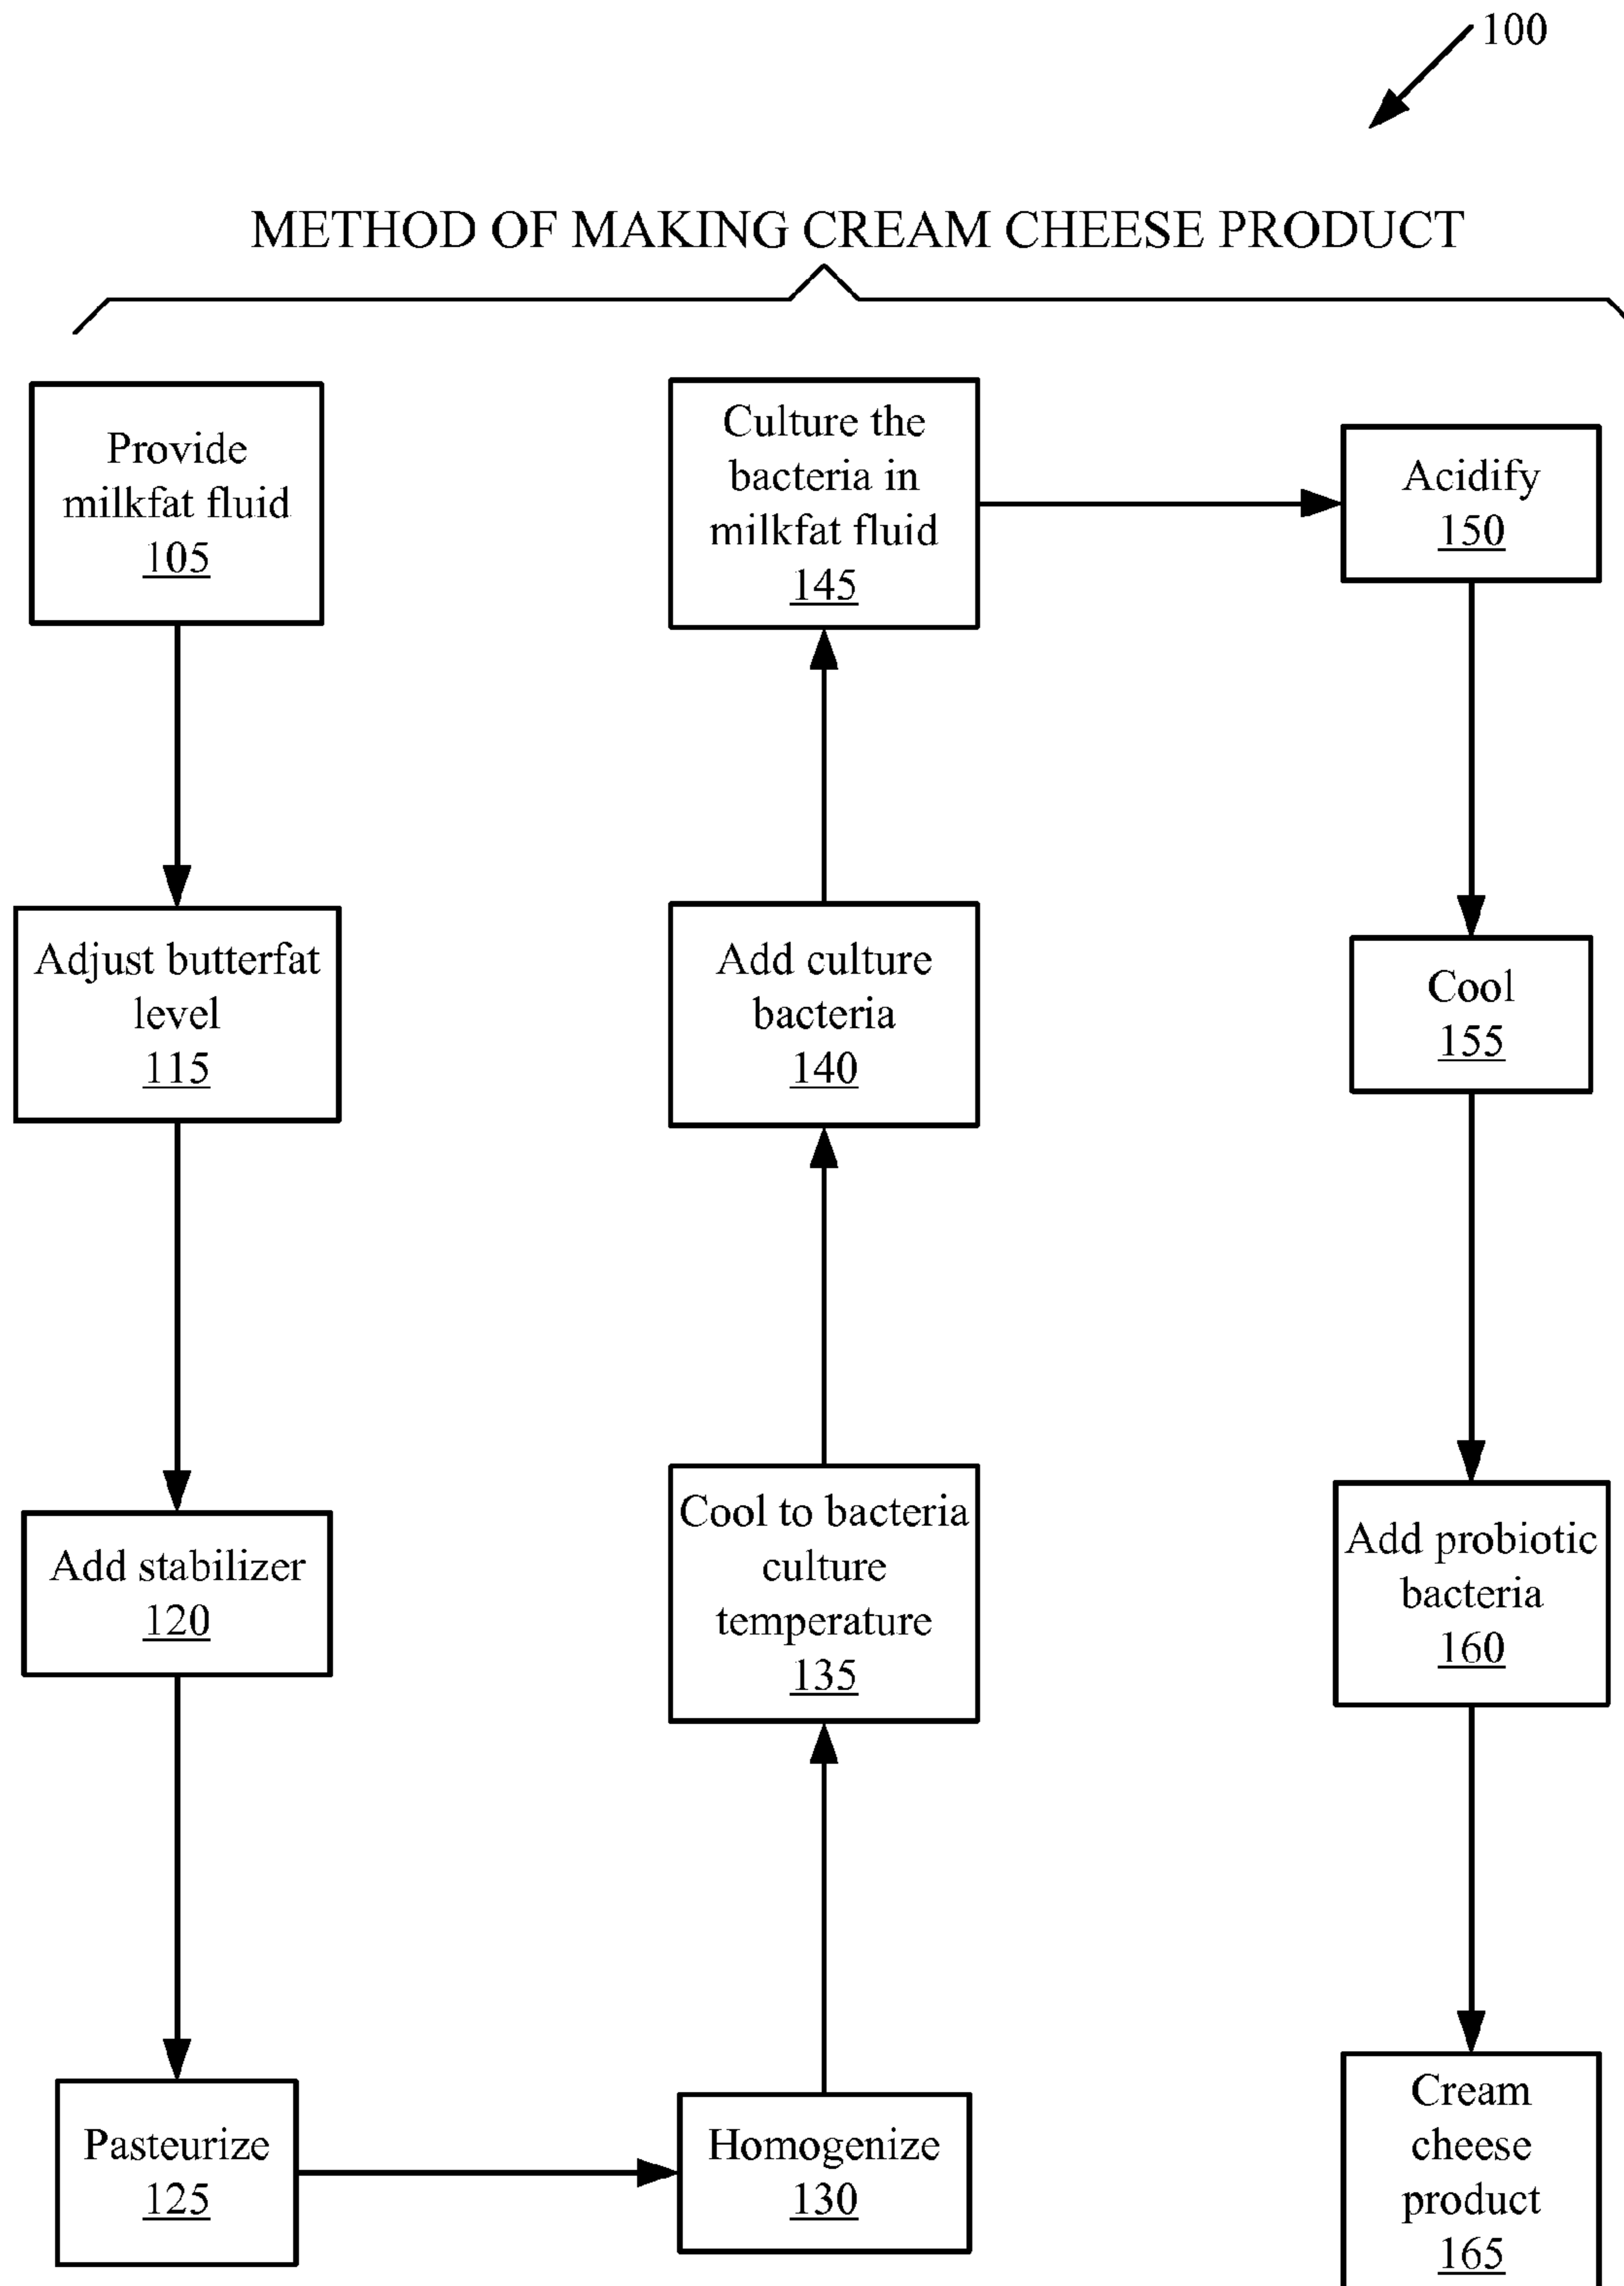 100
METHOD OF MAKING CREAM CHEESE PRODUCT
Provide
milkfat fluid
105
Adjust butterfat
level
115
Add stabilizer
120
Pasteurize
125
Homogenize
130
Cool to bacteria
culture
temperature
135
Add culture
bacteria
140
Culture the
bacteria in
milkfat fluid
145
Acidify
150
Cool
155
Add probiotic
bacteria
160
Cream
cheese
product
165